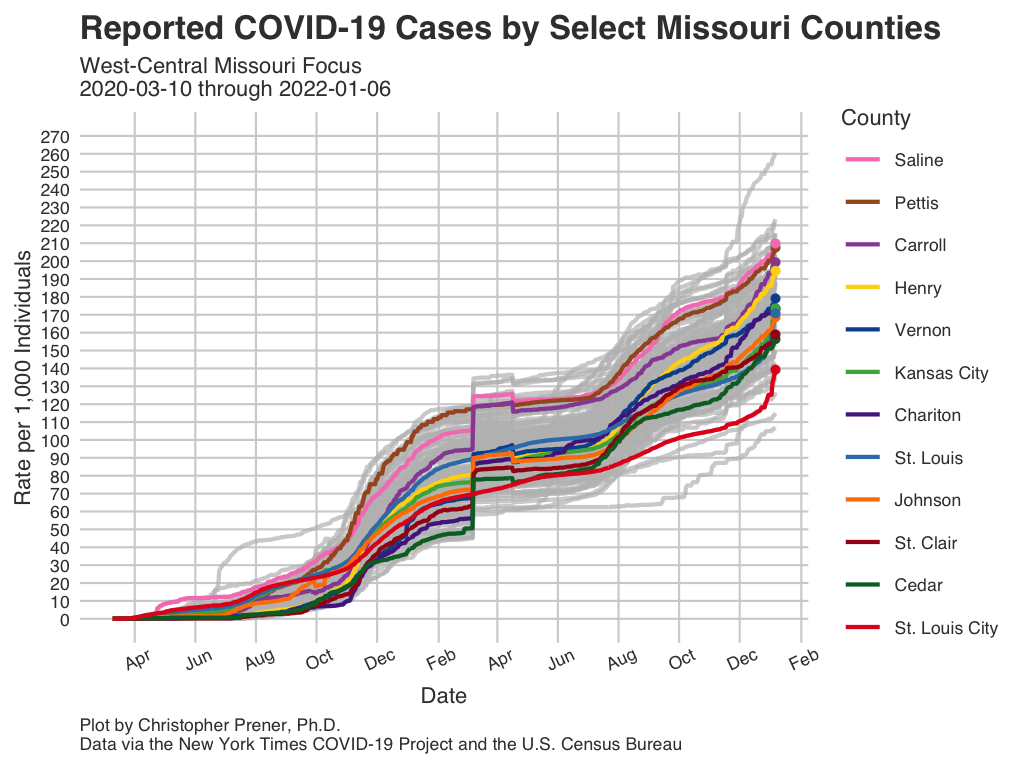 Reported COVID-19 Cases by Select Missouri Counties
West-Central Missouri Focus
2020-03-10 through 2022-01-06
County
270
260
250
240
230
220
210
200
190
180
170
160
150
140
130
120
110
100
90
80
70
60
50
40
30
20
10
0
Rate per 1,000 Individuals
Saline
Pettis
Carroll
Henry
Vernon
Kansas City
Chariton
St. Louis
Johnson
St. Clair
Cedar
St. Louis City
Apr Jun Aug Oct Dec Feb Apr Jun Aug Oct Dec Feb
Date
Plot by Christopher Prener, Ph.D.
Data via the New York Times COVID-19 Project and the U.S. Census Bureau